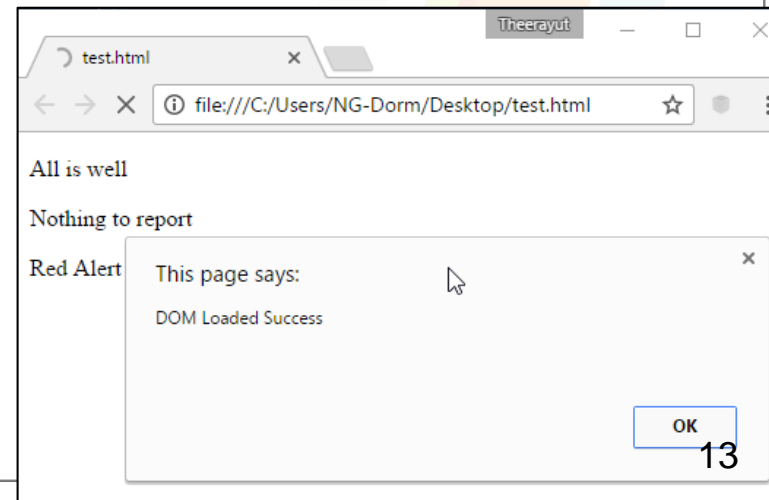 Theerayut
test.html
file:///C:/Users/NG-Dorm/Desktop/test.html
All is well
Nothing to report
Red Alert
This page says:
DOM Loaded Success
OK
13